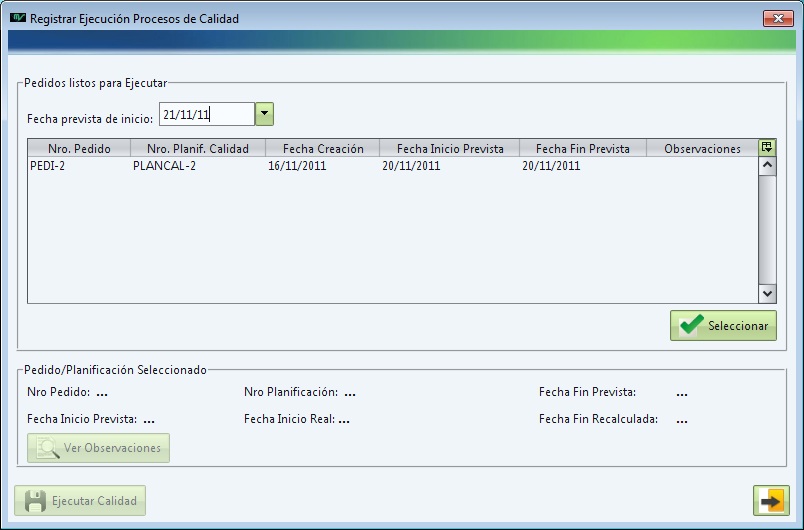 Registrar Ejecución Procesos de Calidad
Pedidos listos para Ejecutar
Fecha prevista de inicio: 21/11/11
Nro. Pedido Nro. Planif. Calidad Fecha Creación Fecha Inicio Prevista Fecha Fin Prevista Observaciones
PEDI-2 PLANCAL-2 16/11/2011 20/11/2011 20/11/2011
Seleccionar
Pedido/Planificación Seleccionado
Nro Pedido: ... Nro Planificación: ... Fecha Fin Prevista: ...
Fecha Inicio Prevista: ... Fecha Inicio Real: ... Fecha Fin Recalculada: ...
Ver Observaciones
Ejecutar Calidad